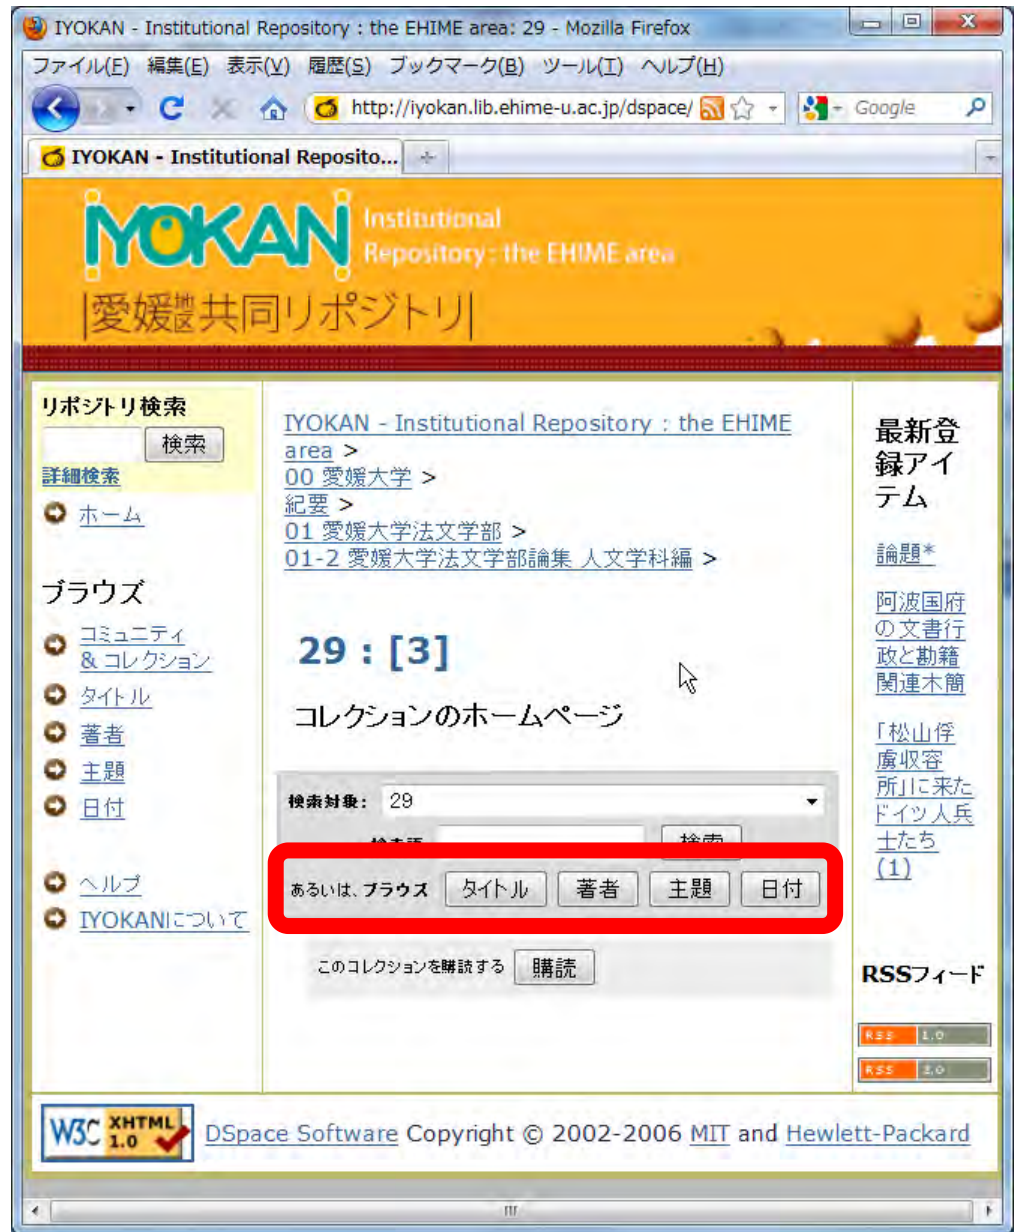 IYOKAN - Institutional Repository : the EHIME area: 29 - Mozilla Firefox
ファイル(F) 編集(E) 表示(V) 履歴(S) ブックマーク(B) ツール(T) ヘルプ(H)
http://iyokan.lib.ehime-u.ac.jp/dspace/ Google
IYOKAN - Institutional Reposito...
iYOKAN Institutional
Repository : the EHIME area
|愛媛地区共同リポジトリ|
リポジトリ検索
検索
詳細検索
ホーム
ブラウズ
コミュニティ
& コレクション
タイトル
著者
主題
日付
ヘルプ
IYOKANについて
IYOKAN - Institutional Repository : the EHIME
area >
00 愛媛大学 >
紀要 >
01 愛媛大学法文学部 >
01-2 愛媛大学法文学部論集 人文学科編 >
29 : [3]
コレクションのホームページ
検索対象: 29
検索語 検索
あるいは、ブラウズ タイトル 著者 主題 日付
このコレクションを購読する 購読
最新登
録アイ
テム
論題*
阿波国府
の文書行
政と勘籍
関連木簡
「松山俘
虜収容
所」に来た
ドイツ人兵
士たち
(1)
RSSフィード
RSS 1.0
RSS 2.0
W3C XHTML
1.0
DSpace Software Copyright © 2002-2006 MIT and Hewlett-Packard